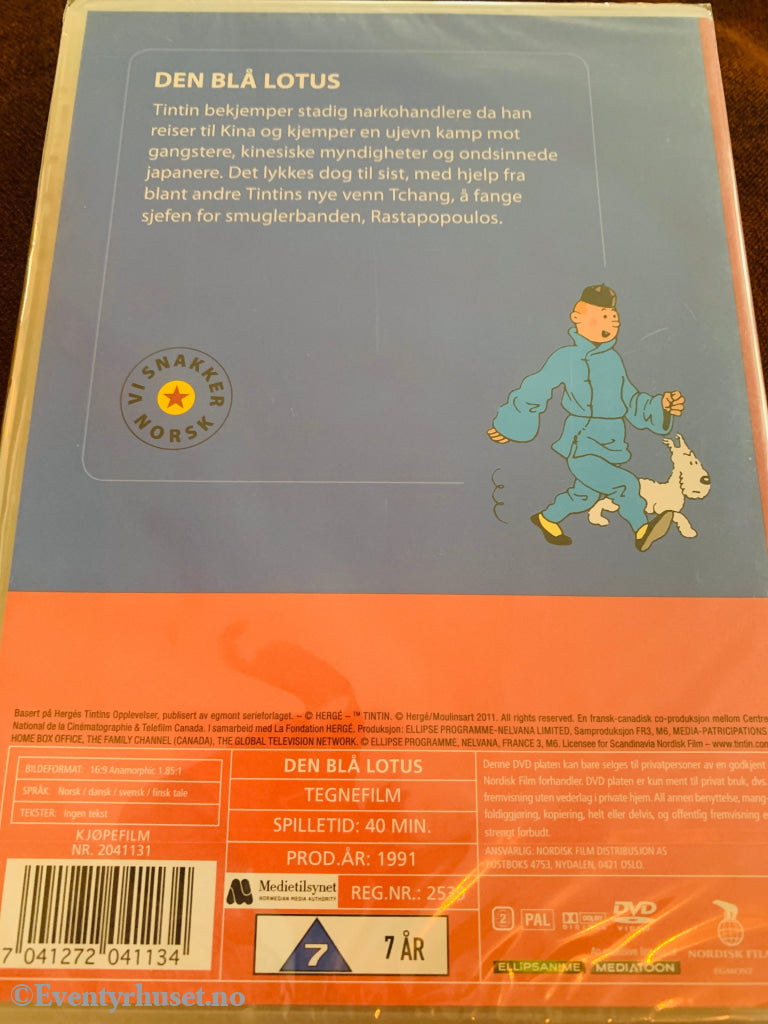 DEN BLÅ LOTUS
Tintin bekjemper stadig narkohandlere da han
reiser til Kina og kjemper en ujevn kamp mot
gangstere, kinesiske myndigheter og ondsinnede
japanere. Det lykkes dog til sist, med hjelp fra
blant andre Tintins nye venn Tchang, å fange
sjefen for smuglerbanden, Rastapopoulos.
VI SNAKKER
NORSK
Basert på Hergés Tintins Opplevelser, publisert av egmont serieforlaget. – © HERGÉ – ™ TINTIN. © Hergé/Moulinsart 2011. All rights reserved. En fransk-canadisk co-produksjon mellom Centre
National de la Cinématographie & Telefilm Canada. I samarbeid med La Fondation HERGÉ. Produksjon: ELLIPSE PROGRAMME-NELVANA LIMITED, Samproduksjon FR3, M6, MEDIA-PATRICIPATIONS
HOME BOX OFFICE, THE FAMILY CHANNEL (CANADA), THE GLOBAL TELEVISION NETWORK. © ELLIPSE PROGRAMME, NELVANA, FRANCE 3, M6. Licensee for Scandinavia Nordisk Film – www.tintin.com
BILDEFORMAT: 16:9 Anamorphic 1,85:1
SPRÅK: Norsk / dansk / svensk / finsk tale
TEKSTER: Ingen tekst
KJØPEFILM
NR. 2041131
7 041272 041134
DEN BLÅ LOTUS
TEGNEFILM
SPILLETID: 40 MIN.
PROD.ÅR: 1991
Medietilsynet
NORWEGIAN MEDIA AUTHORITY
REG.NR.:
7
7 ÅR
Denne DVD platen kan bare selges til privatpersoner av en godkjent
Nordisk Film forhandler. DVD platen er kun ment til privat bruk, dvs.
fremvisning uten vederlag i private hjem. All annen benyttelse, mang-
foldiggjøring, kopiering, helt eller delvis, og offentlig fremvisning e
strengt forbudt.
ANSVARLIG: NORDISK FILM DISTRIBUSJON AS
POSTBOKS 4753, NYDALEN, 0421 OSLO.
2
PAL
DOLBY
DIGITAL
DVD
VIDEO
ELLIPSANIME
MEDIATOON
NORDISK FILM
EGMONT
©Eventyrhuset.no